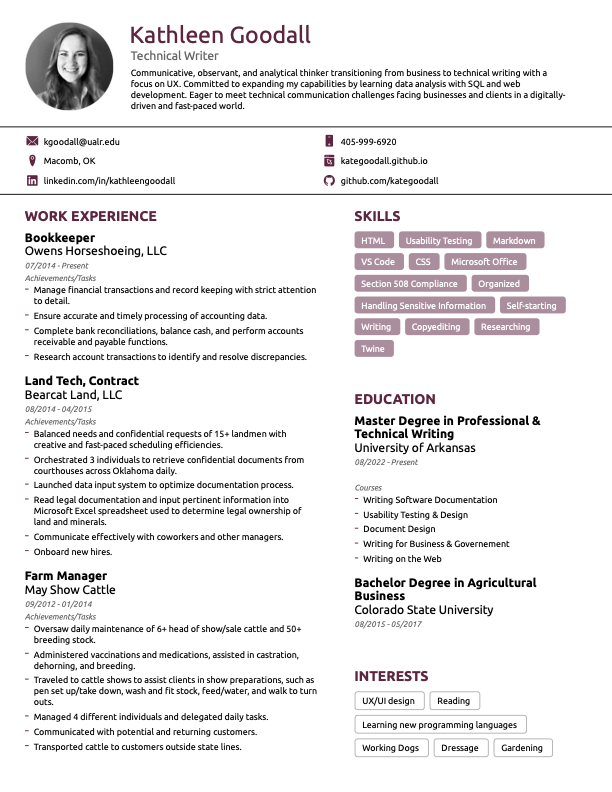 Kathleen Goodall
Technical Writer
Communicative, observant, and analytical thinker transitioning from business to technical writing with a
focus on UX. Committed to expanding my capabilities by learning data analysis with SQL and web
development. Eager to meet technical communication challenges facing businesses and clients in a digitally-
driven and fast-paced world.
kgoodall@ualr.edu
405-999-6920
Macomb, OK
kategoodall.github.io
linkedin.com/in/kathleengoodall
github.com/kategoodall
WORK EXPERIENCE
Bookkeeper
Owens Horseshoeing, LLC
07/2014 - Present
Achievements/Tasks
– Manage financial transactions and record keeping with strict attention
to detail.
– Ensure accurate and timely processing of accounting data.
– Complete bank reconciliations, balance cash, and perform accounts
receivable and payable functions.
– Research account transactions to identify and resolve discrepancies.
Land Tech, Contract
Bearcat Land, LLC
08/2014 - 04/2015
Achievements/Tasks
– Balanced needs and confidential requests of 15+ landmen with
creative and fast-paced scheduling efficiencies.
– Orchestrated 3 individuals to retrieve confidential documents from
courthouses across Oklahoma daily.
– Launched data input system to optimize documentation process.
– Read legal documentation and input pertinent information into
Microsoft Excel spreadsheet used to determine legal ownership of
land and minerals.
– Communicate effectively with coworkers and other managers.
– Onboard new hires.
Farm Manager
May Show Cattle
09/2012 - 01/2014
Achievements/Tasks
– Oversaw daily maintenance of 6+ head of show/sale cattle and 50+
breeding stock.
– Administered vaccinations and medications, assisted in castration,
dehorning, and breeding.
– Traveled to cattle shows to assist clients in show preparations, such as
pen set up/take down, wash and fit stock, feed/water, and walk to turn
outs.
– Managed 4 different individuals and delegated daily tasks.
– Communicated with potential and returning customers.
– Transported cattle to customers outside state lines.
SKILLS
HTML Usability Testing Markdown
VS Code CSS Microsoft Office
Section 508 Compliance Organized
Handling Sensitive Information Self-starting
Writing Copyediting Researching
Twine
EDUCATION
Master Degree in Professional &
Technical Writing
University of Arkansas
08/2022 - Present
Courses
– Writing Software Documentation
– Usability Testing & Design
– Document Design
– Writing for Business & Governement
– Writing on the Web
Bachelor Degree in Agricultural
Business
Colorado State University
08/2015 - 05/2017
INTERESTS
UX/UI design Reading
Learning new programming languages
Working Dogs Dressage Gardening